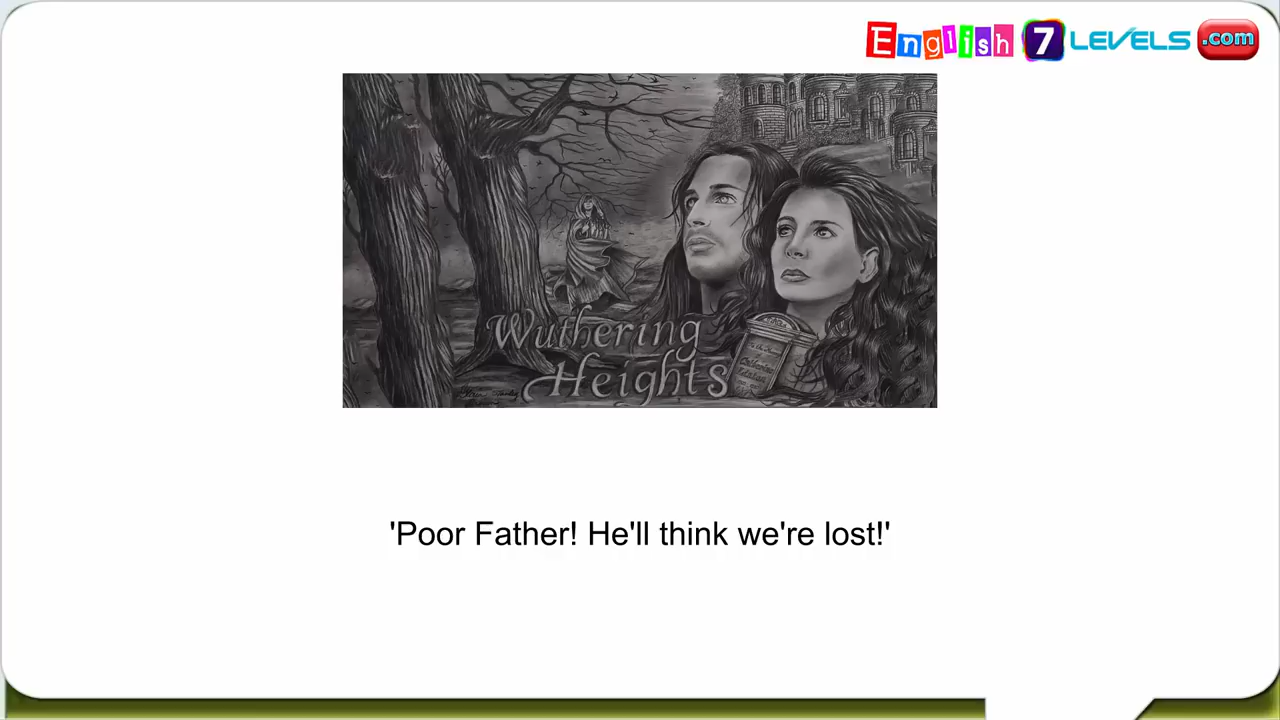 English 7 LEVELS .com
Wuthering
Heights
'Poor Father! He'll think we're lost!'